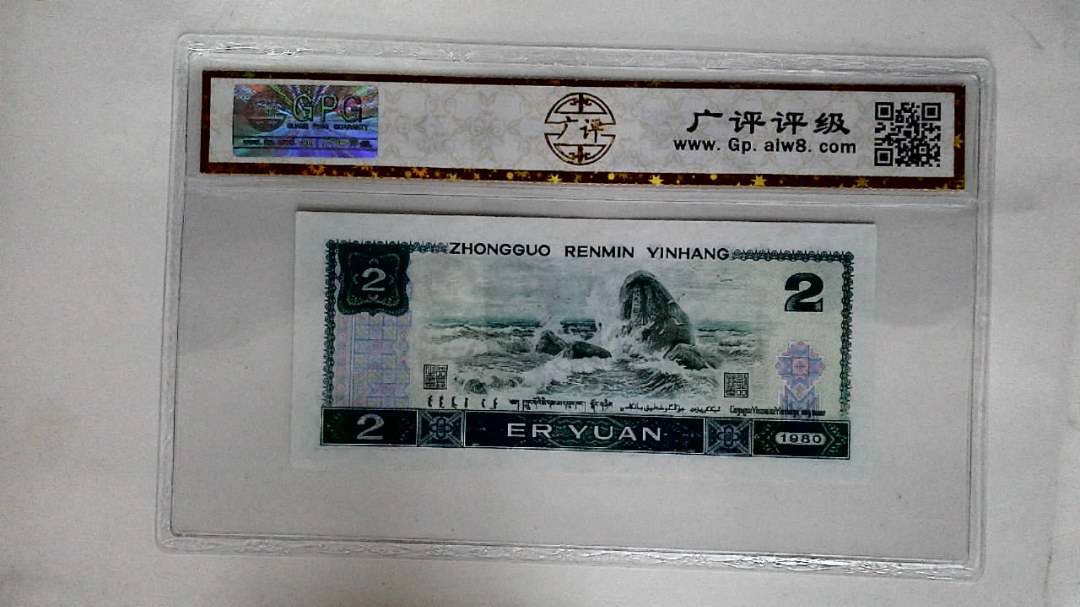 GPG
广评
广评评级
www. Gp. alw8. com
ZHONGGUO RENMIN YINHANG
2
2
2
ER YUAN
1980